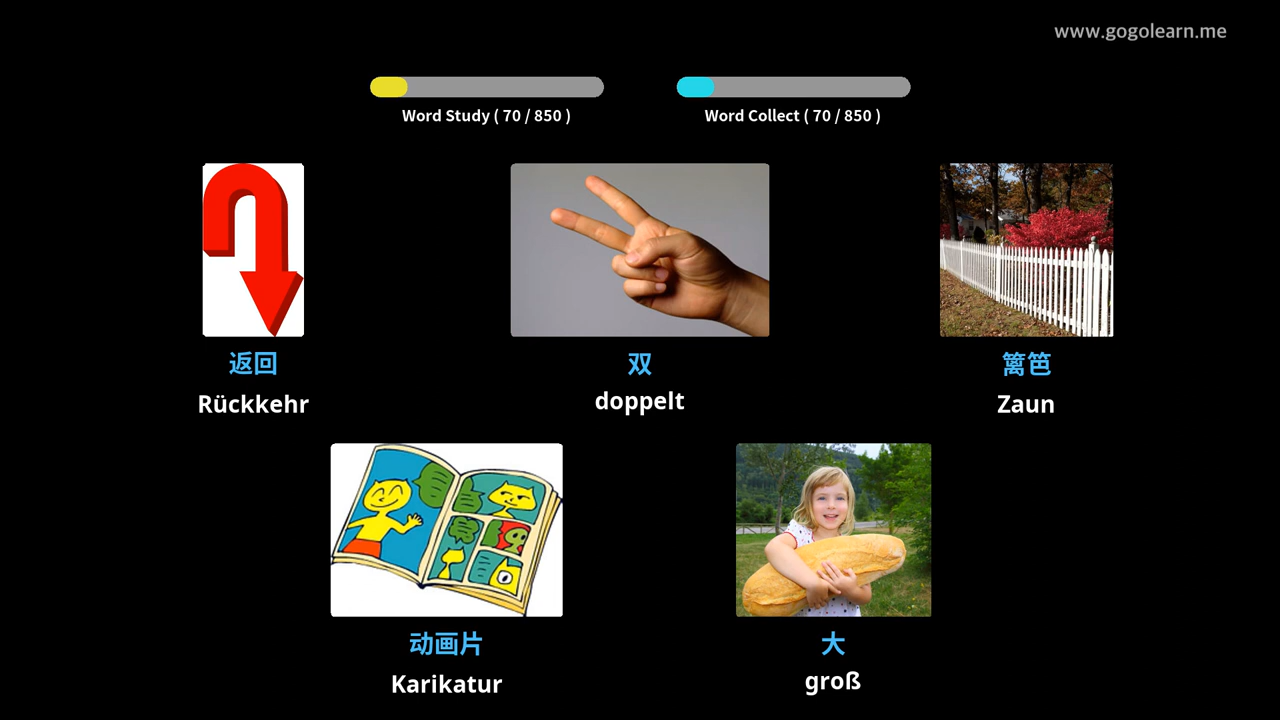 www.gogolearn.me
Word Study ( 70 / 850 )
Word Collect ( 70 / 850 )
返回
Rückkehr
双
doppelt
篱笆
Zaun
动画片
Karikatur
大
groß